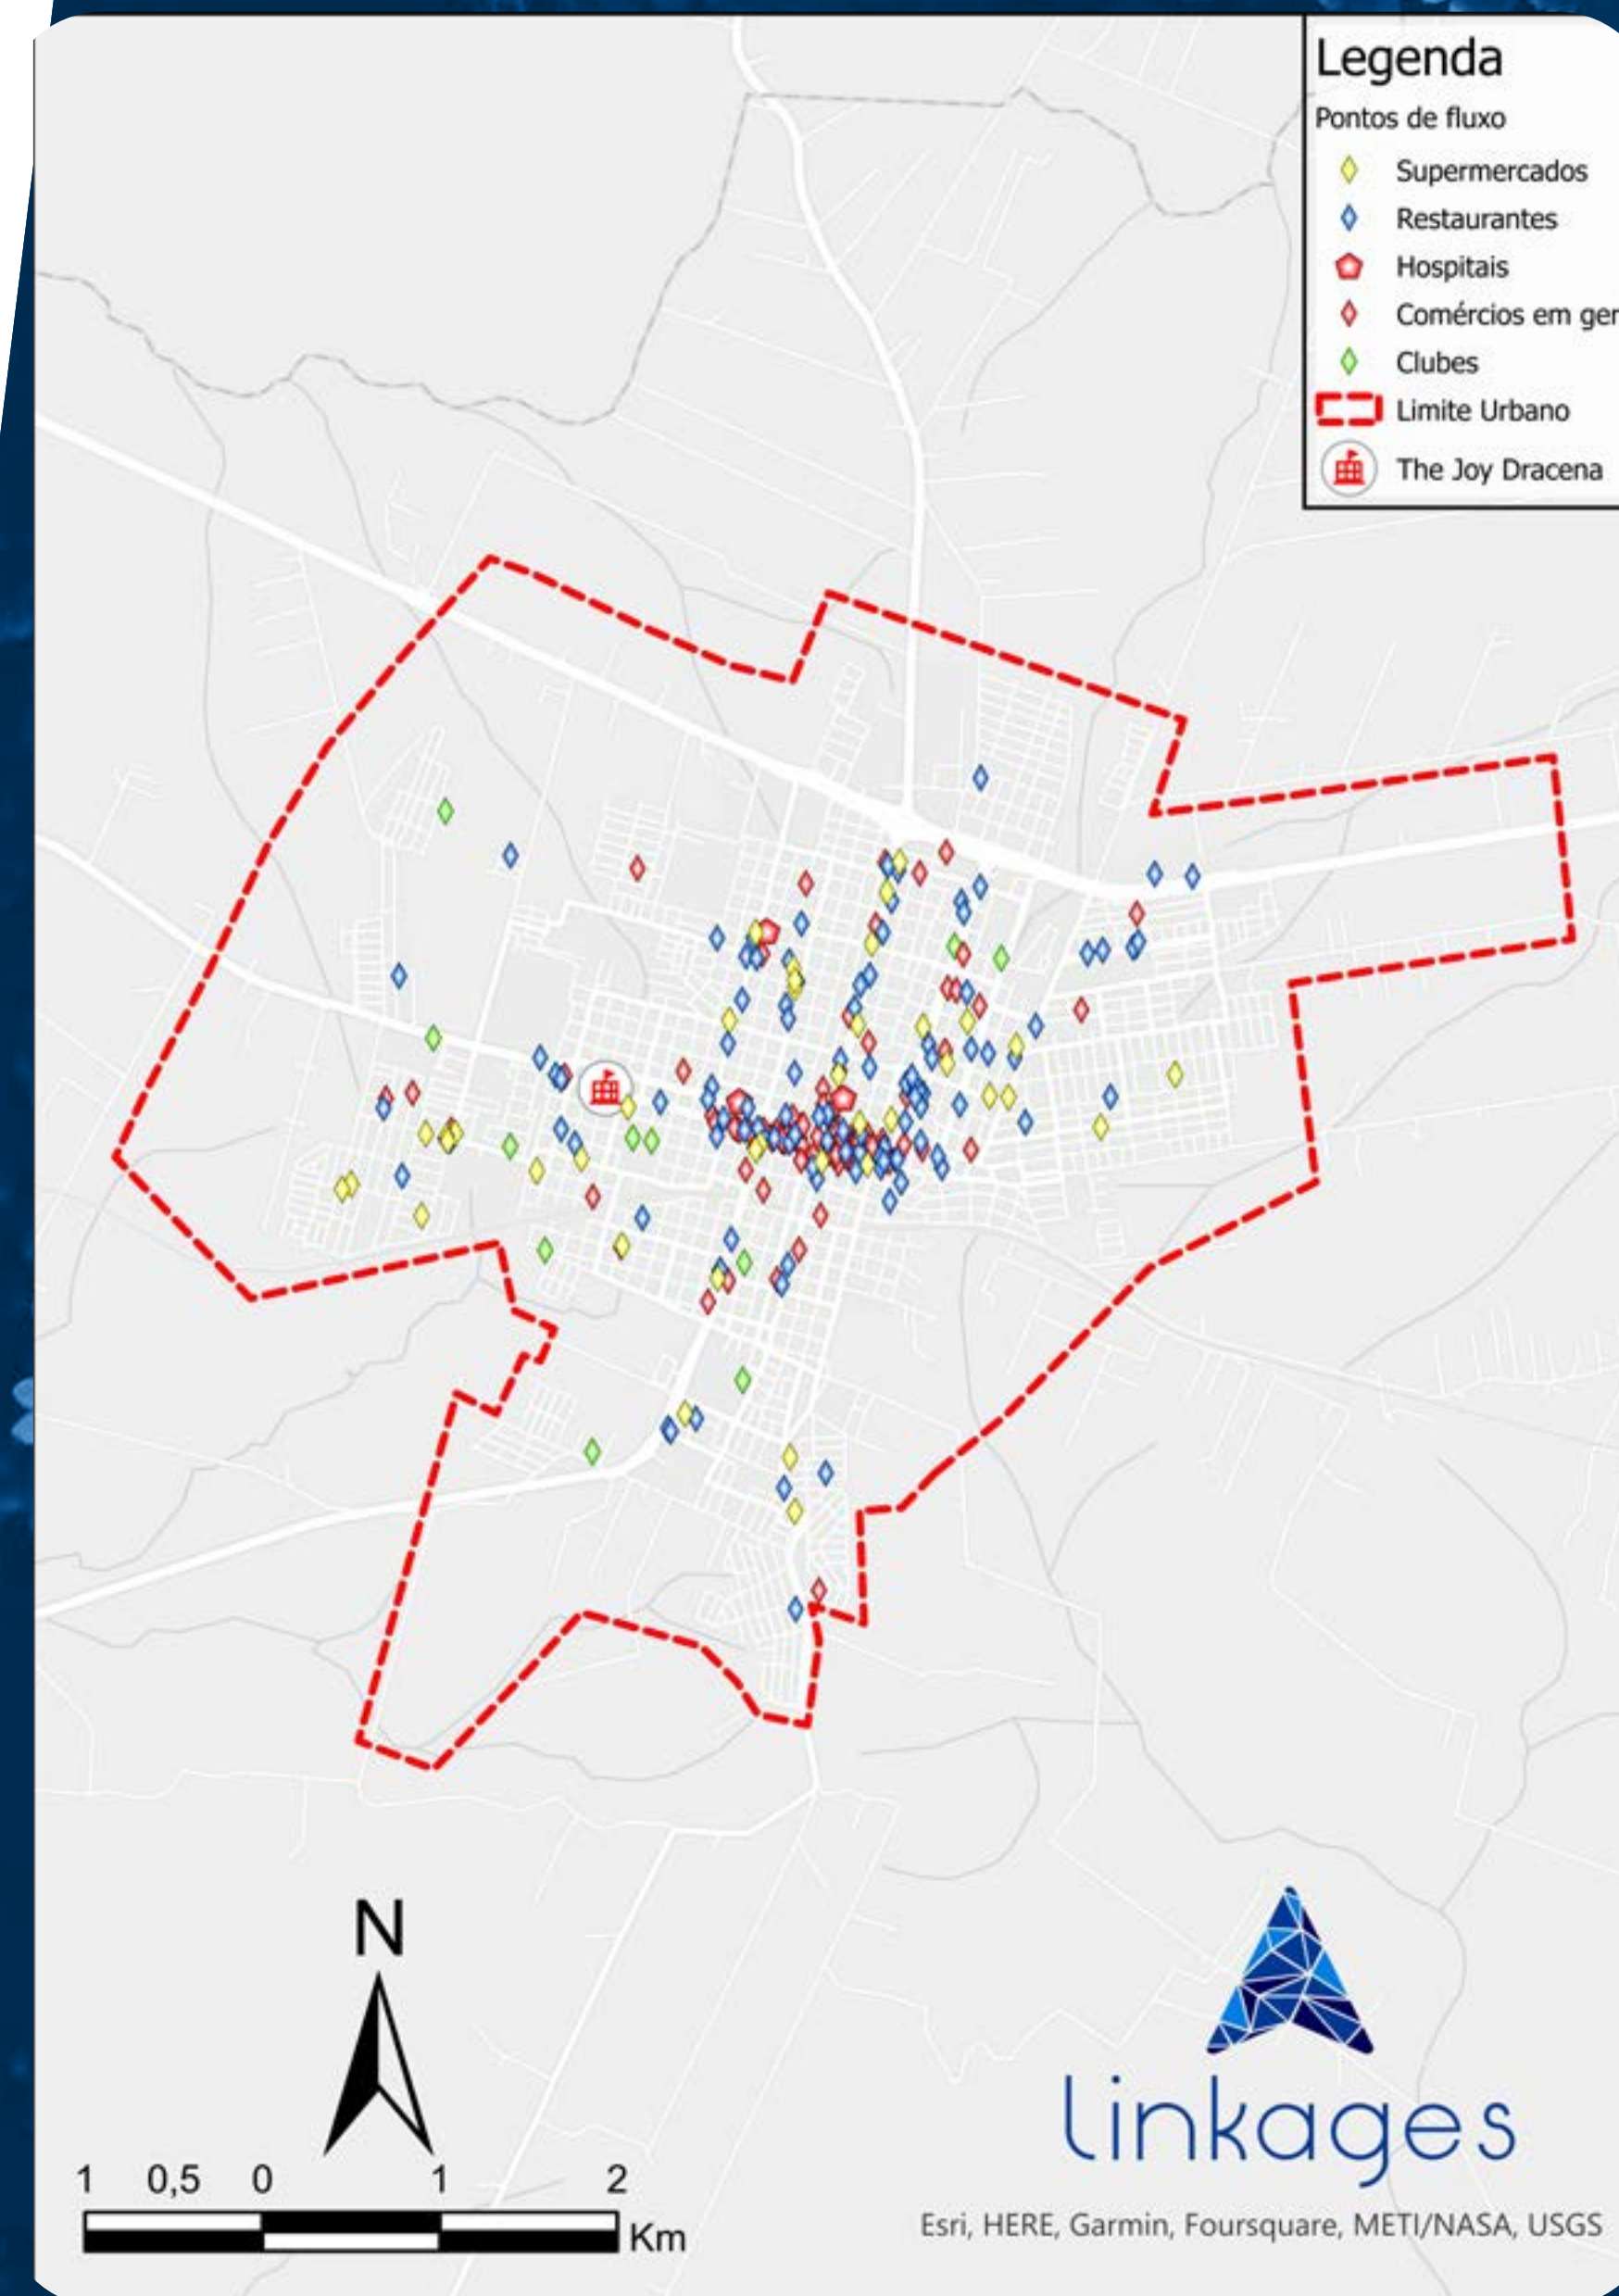 Legenda
Pontos de fluxo
Supermercados
Restaurantes
Hospitais
Comércios em ger
Clubes
Limite Urbano
The Joy Dracena
N
1 0,5 0 1 2
Km
linkages
Esri, HERE, Garmin, Foursquare, METI/NASA, USGS